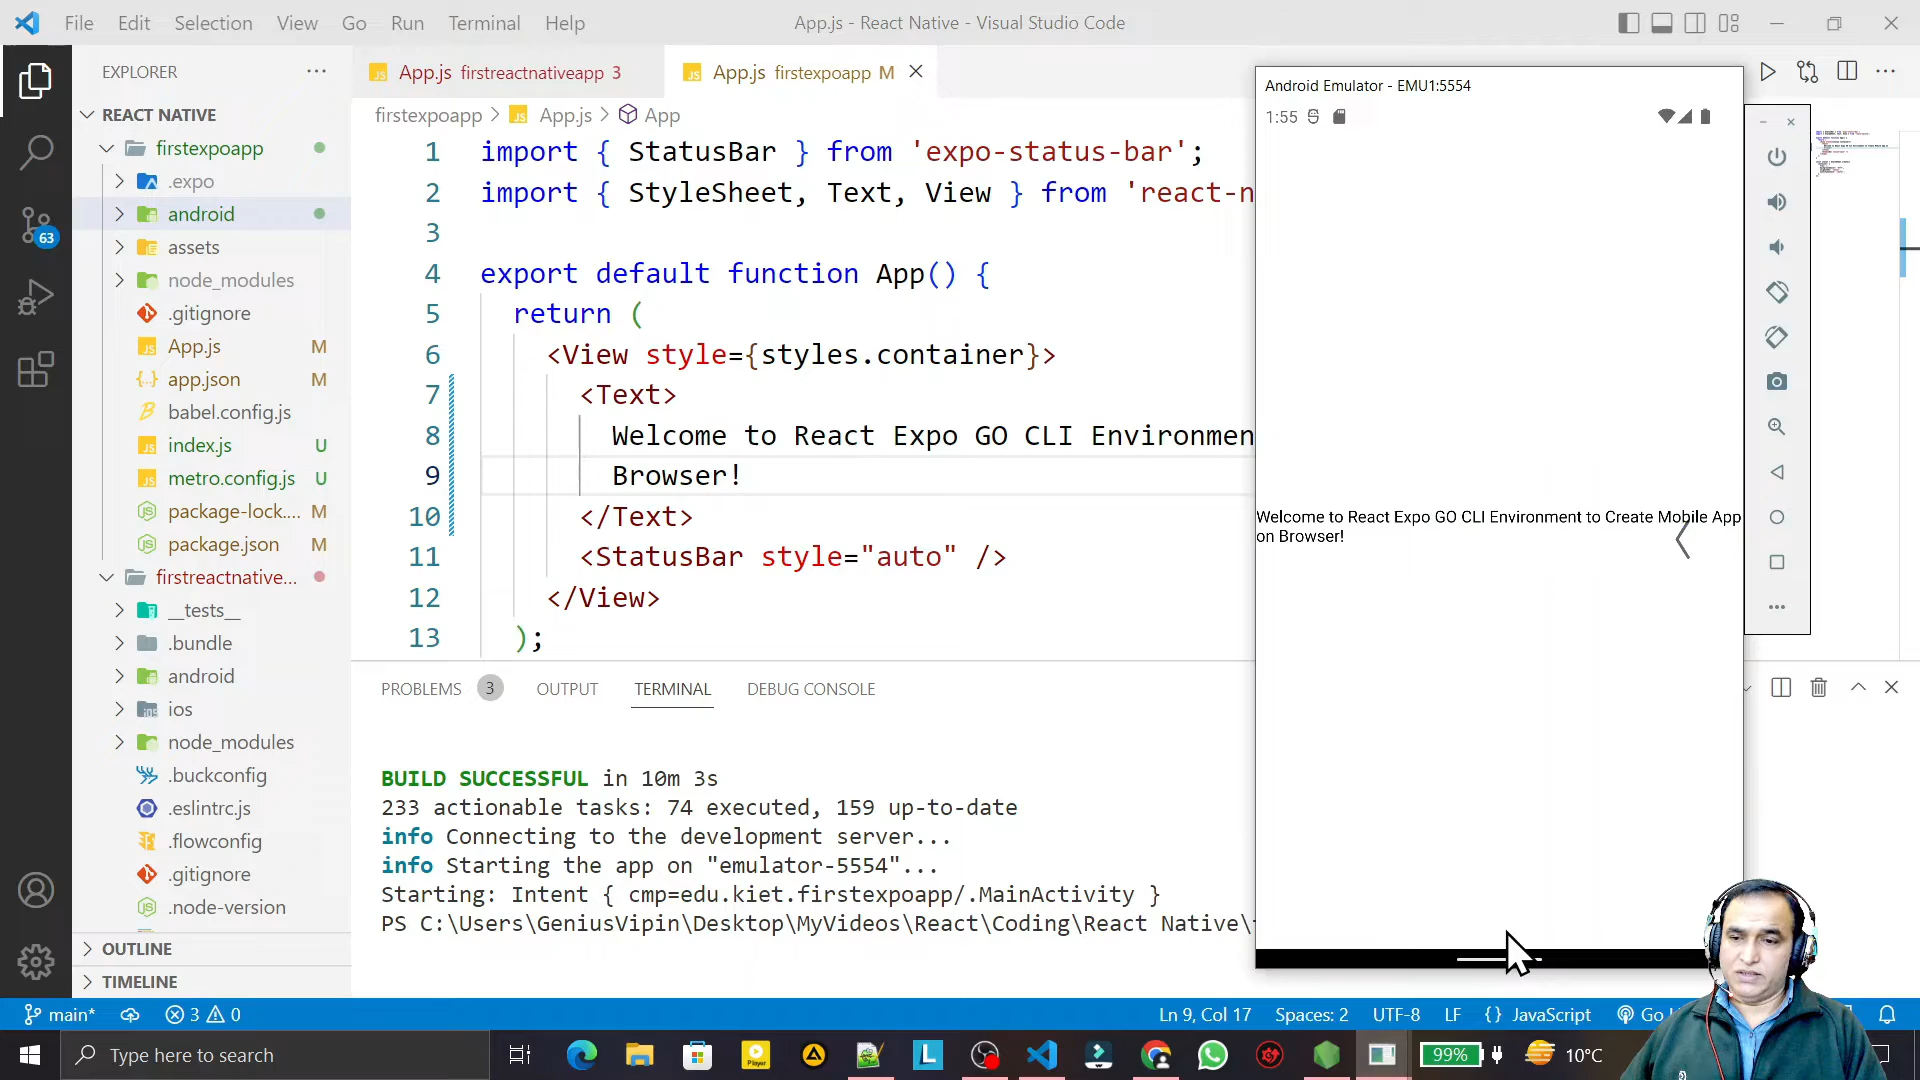 File Edit Selection View Go Run Terminal Help
App.js - React Native - Visual Studio Code
EXPLORER
REACT NATIVE
firstexpoapp
.expo
android
assets
node_modules
.gitignore
App.js M
app.json M
babel.config.js
index.js U
metro.config.js U
package-lock.... M
package.json M
firstreactnative...
__tests__
.bundle
android
ios
node_modules
.buckconfig
.eslintrc.js
.flowconfig
.gitignore
.node-version
OUTLINE
TIMELINE
63
App.js firstreactnativeapp 3
App.js firstexpoapp M
firstexpoapp > App.js > App
1 import { StatusBar } from 'expo-status-bar';
2 import { StyleSheet, Text, View } from 'react-n
3
4 export default function App() {
5 return (
6 <View style={styles.container}>
7 <Text>
8 Welcome to React Expo GO CLI Environmen
9 Browser!
10 </Text>
11 <StatusBar style="auto" />
12 </View>
13 );
PROBLEMS 3 OUTPUT TERMINAL DEBUG CONSOLE
BUILD SUCCESSFUL in 10m 3s
233 actionable tasks: 74 executed, 159 up-to-date
info Connecting to the development server...
info Starting the app on "emulator-5554"...
Starting: Intent { cmp=edu.kiet.firstexpoapp/.MainActivity }
PS C:\Users\GeniusVipin\Desktop\MyVideos\React\Coding\React Native\
Android Emulator - EMU1:5554
1:55
Welcome to React Expo GO CLI Environment to Create Mobile App
on Browser!
main* 3 0
Ln 9, Col 17 Spaces: 2 UTF-8 LF {} JavaScript Go
Type here to search
99%
10°C